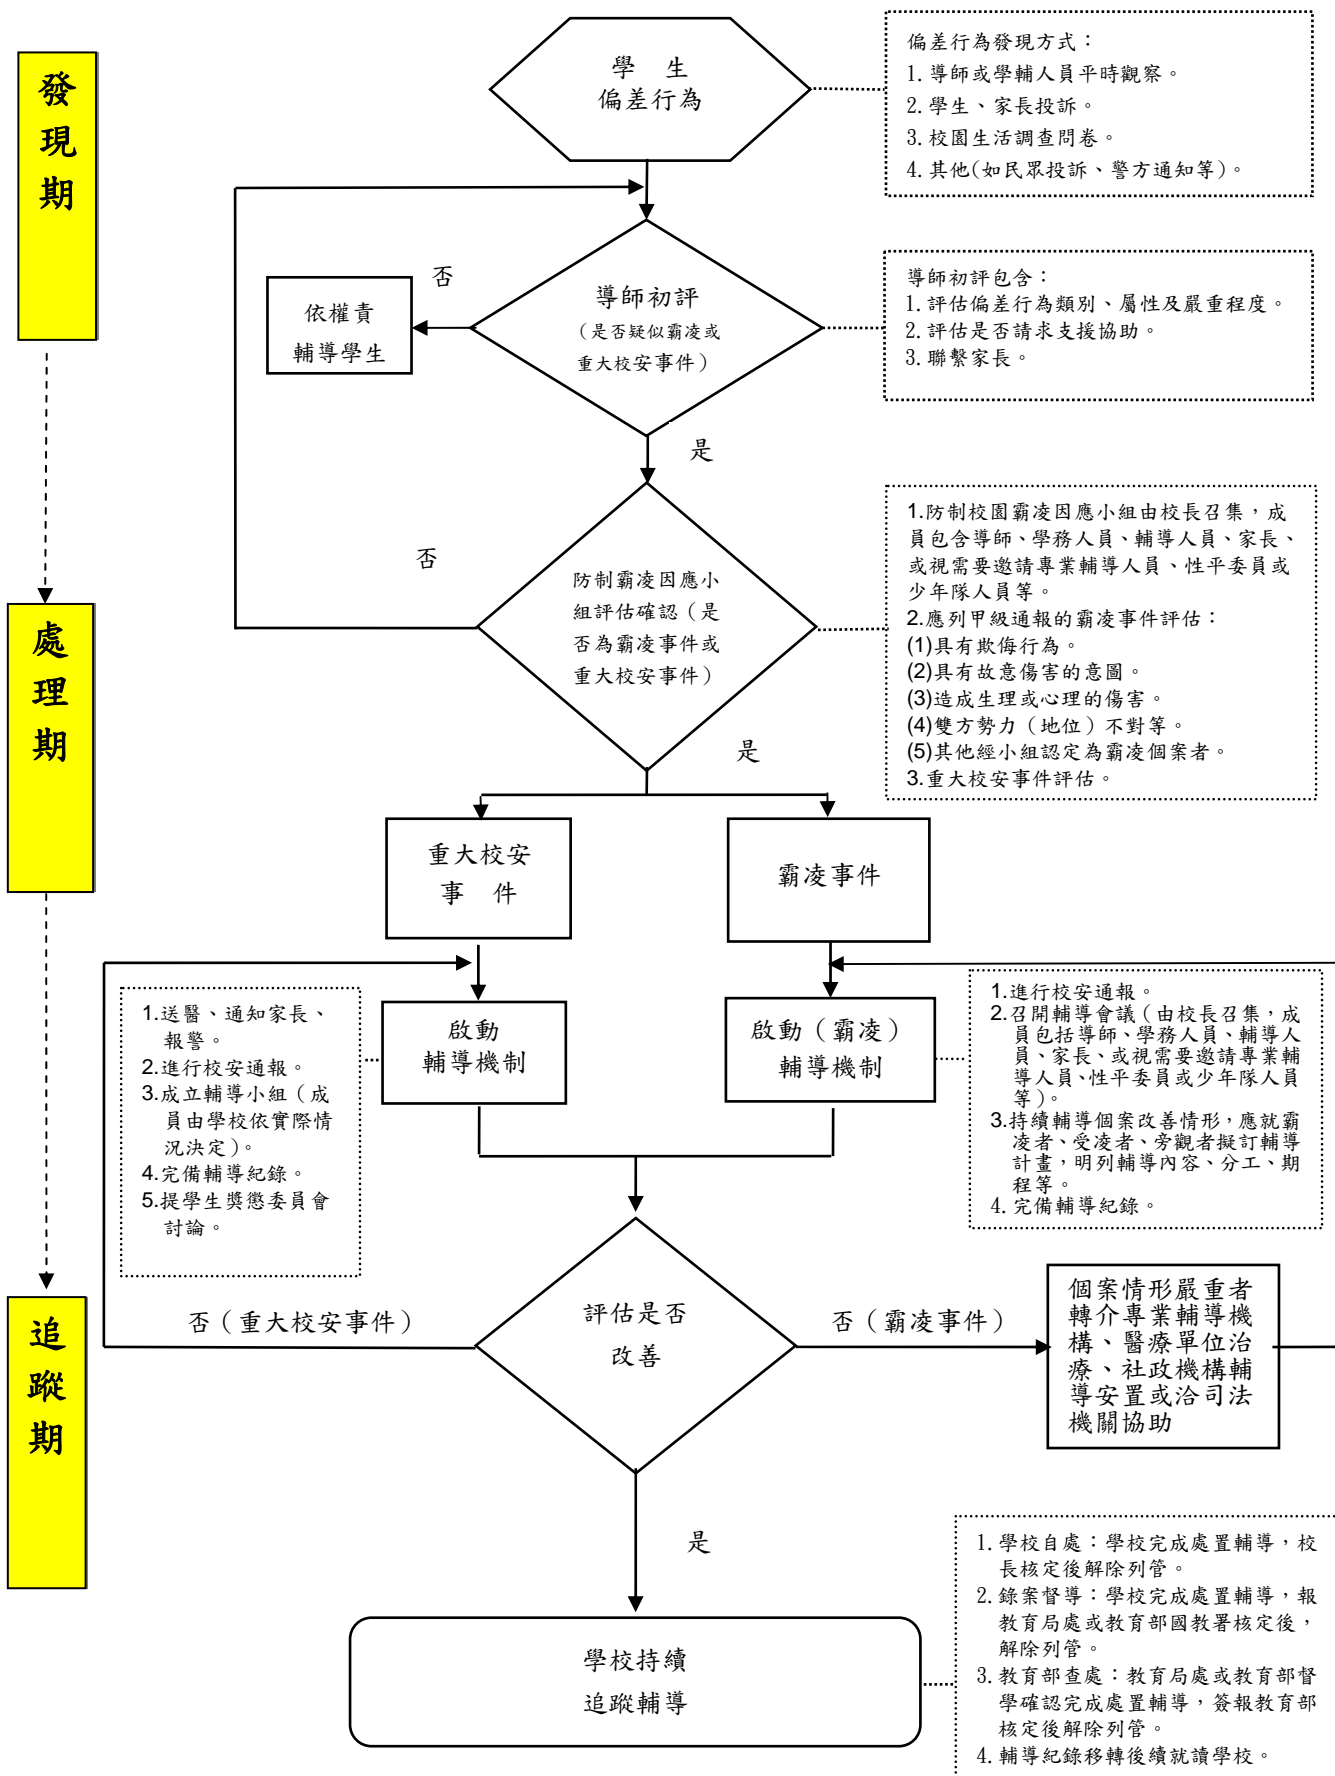 發
現
期
學 生
偏差行為
偏差行為發現方式：
1. 導師或學輔人員平時觀察。
2. 學生、家長投訴。
3. 校園生活調查問卷。
4. 其他(如民眾投訴、警方通知等)。
否
依權責
輔導學生
導師初評
（是否疑似霸凌或
重大校安事件）
導師初評包含：
1. 評估偏差行為類別、屬性及嚴重程度。
2. 評估是否請求支援協助。
3. 聯繫家長。
是
處
理
期
否
防制霸凌因應小
組評估確認（是
否為霸凌事件或
重大校安事件）
1.防制校園霸凌因應小組由校長召集，成
員包含導師、學務人員、輔導人員、家長、
或視需要邀請專業輔導人員、性平委員或
少年隊人員等。
2.應列甲級通報的霸凌事件評估：
(1)具有欺侮行為。
(2)具有故意傷害的意圖。
(3)造成生理或心理的傷害。
(4)雙方勢力（地位）不對等。
(5)其他經小組認定為霸凌個案者。
3.重大校安事件評估。
是
重大校安
事 件
霸凌事件
1.送醫、通知家長、
報警。
2.進行校安通報。
3.成立輔導小組（成
員由學校依實際情
況決定）。
4.完備輔導紀錄。
5.提學生獎懲委員會
討論。
啟動
輔導機制
啟動（霸凌）
輔導機制
1.進行校安通報。
2.召開輔導會議（由校長召集，成
員包括導師、學務人員、輔導人
員、家長、或視需要邀請專業輔
導人員、性平委員或少年隊人員
等）。
3.持續輔導個案改善情形，應就霸
凌者、受凌者、旁觀者擬訂輔導
計畫，明列輔導內容、分工、期
程等。
4. 完備輔導紀錄。
追
蹤
期
否（重大校安事件）
評估是否
改善
否（霸凌事件）
個案情形嚴重者
轉介專業輔導機
構、醫療單位治
療、社政機構輔
導安置或洽司法
機關協助
是
學校持續
追蹤輔導
1. 學校自處：學校完成處置輔導，校
長核定後解除列管。
2. 錄案督導：學校完成處置輔導，報
教育局處或教育部國教署核定後，
解除列管。
3. 教育部查處：教育局處或教育部督
學確認完成處置輔導，簽報教育部
核定後解除列管。
4. 輔導紀錄移轉後續就讀學校。